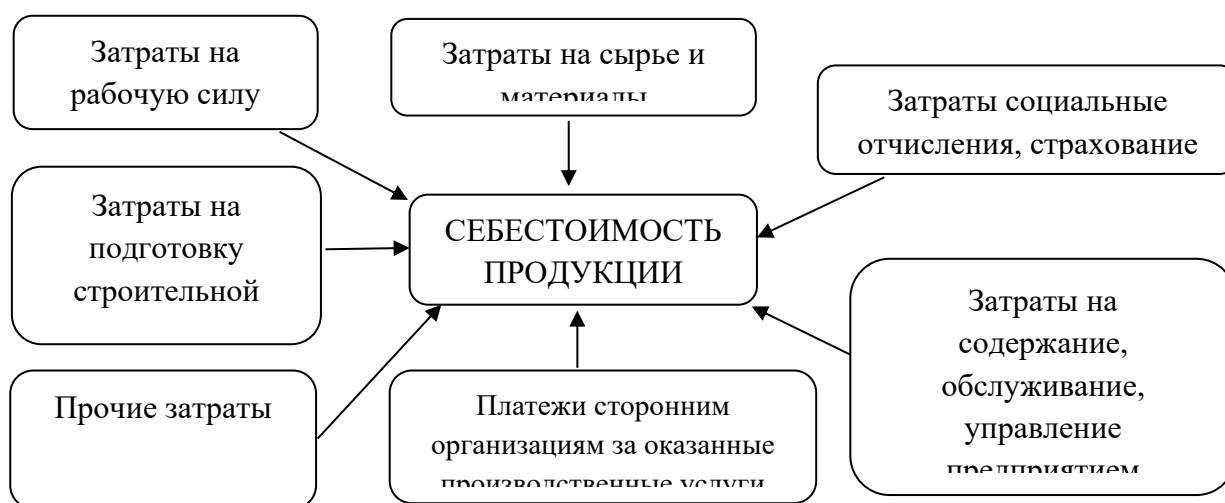 Затраты на
рабочую силу
Затраты на сырье и
материалы
Затраты социальные
отчисления, страхование
Затраты на
подготовку
строительной
СЕБЕСТОИМОСТЬ
ПРОДУКЦИИ
Затраты на
содержание,
обслуживание,
управление
предприятием
Прочие затраты
Платежи сторонним
организациям за оказанные
производственные услуги